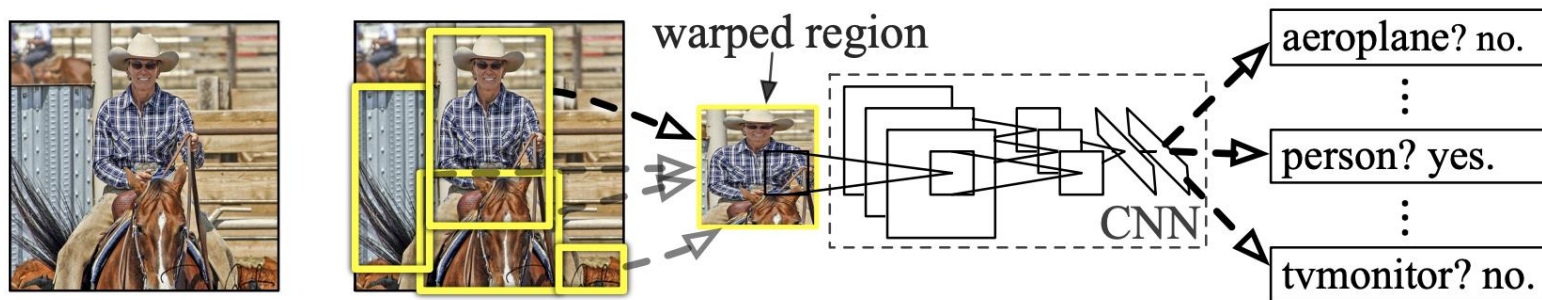 warped region
aeroplane? no.
person? yes.
CNN
tvmonitor? no.